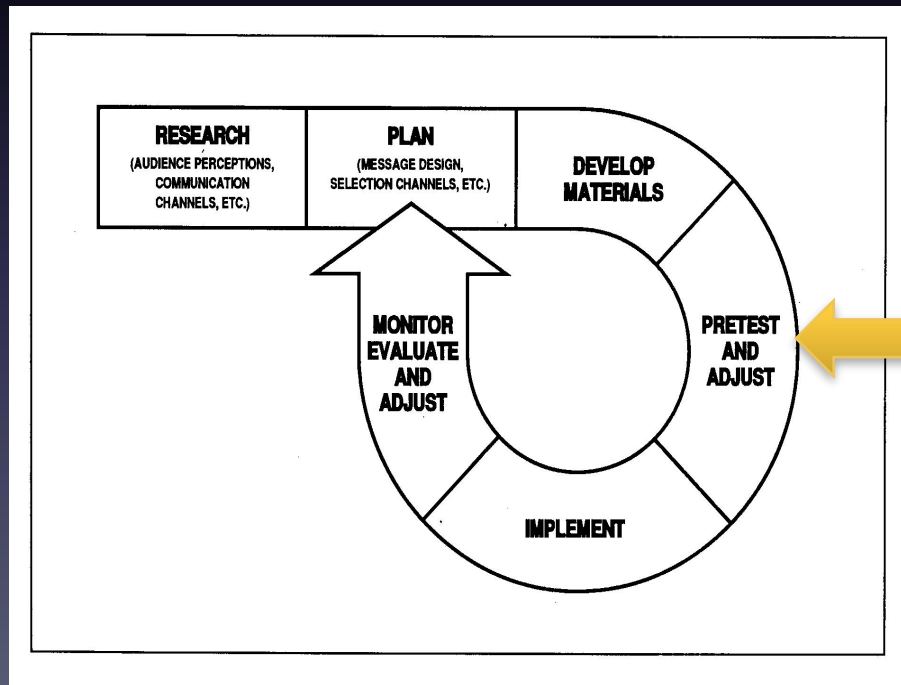 RESEARCH
(AUDIENCE PERCEPTIONS,
COMMUNICATION
CHANNELS, ETC.)
PLAN
(MESSAGE DESIGN,
SELECTION CHANNELS, ETC.)
DEVELOP
MATERIALS
PRETEST
AND
ADJUST
IMPLEMENT
MONITOR
EVALUATE
AND
ADJUST